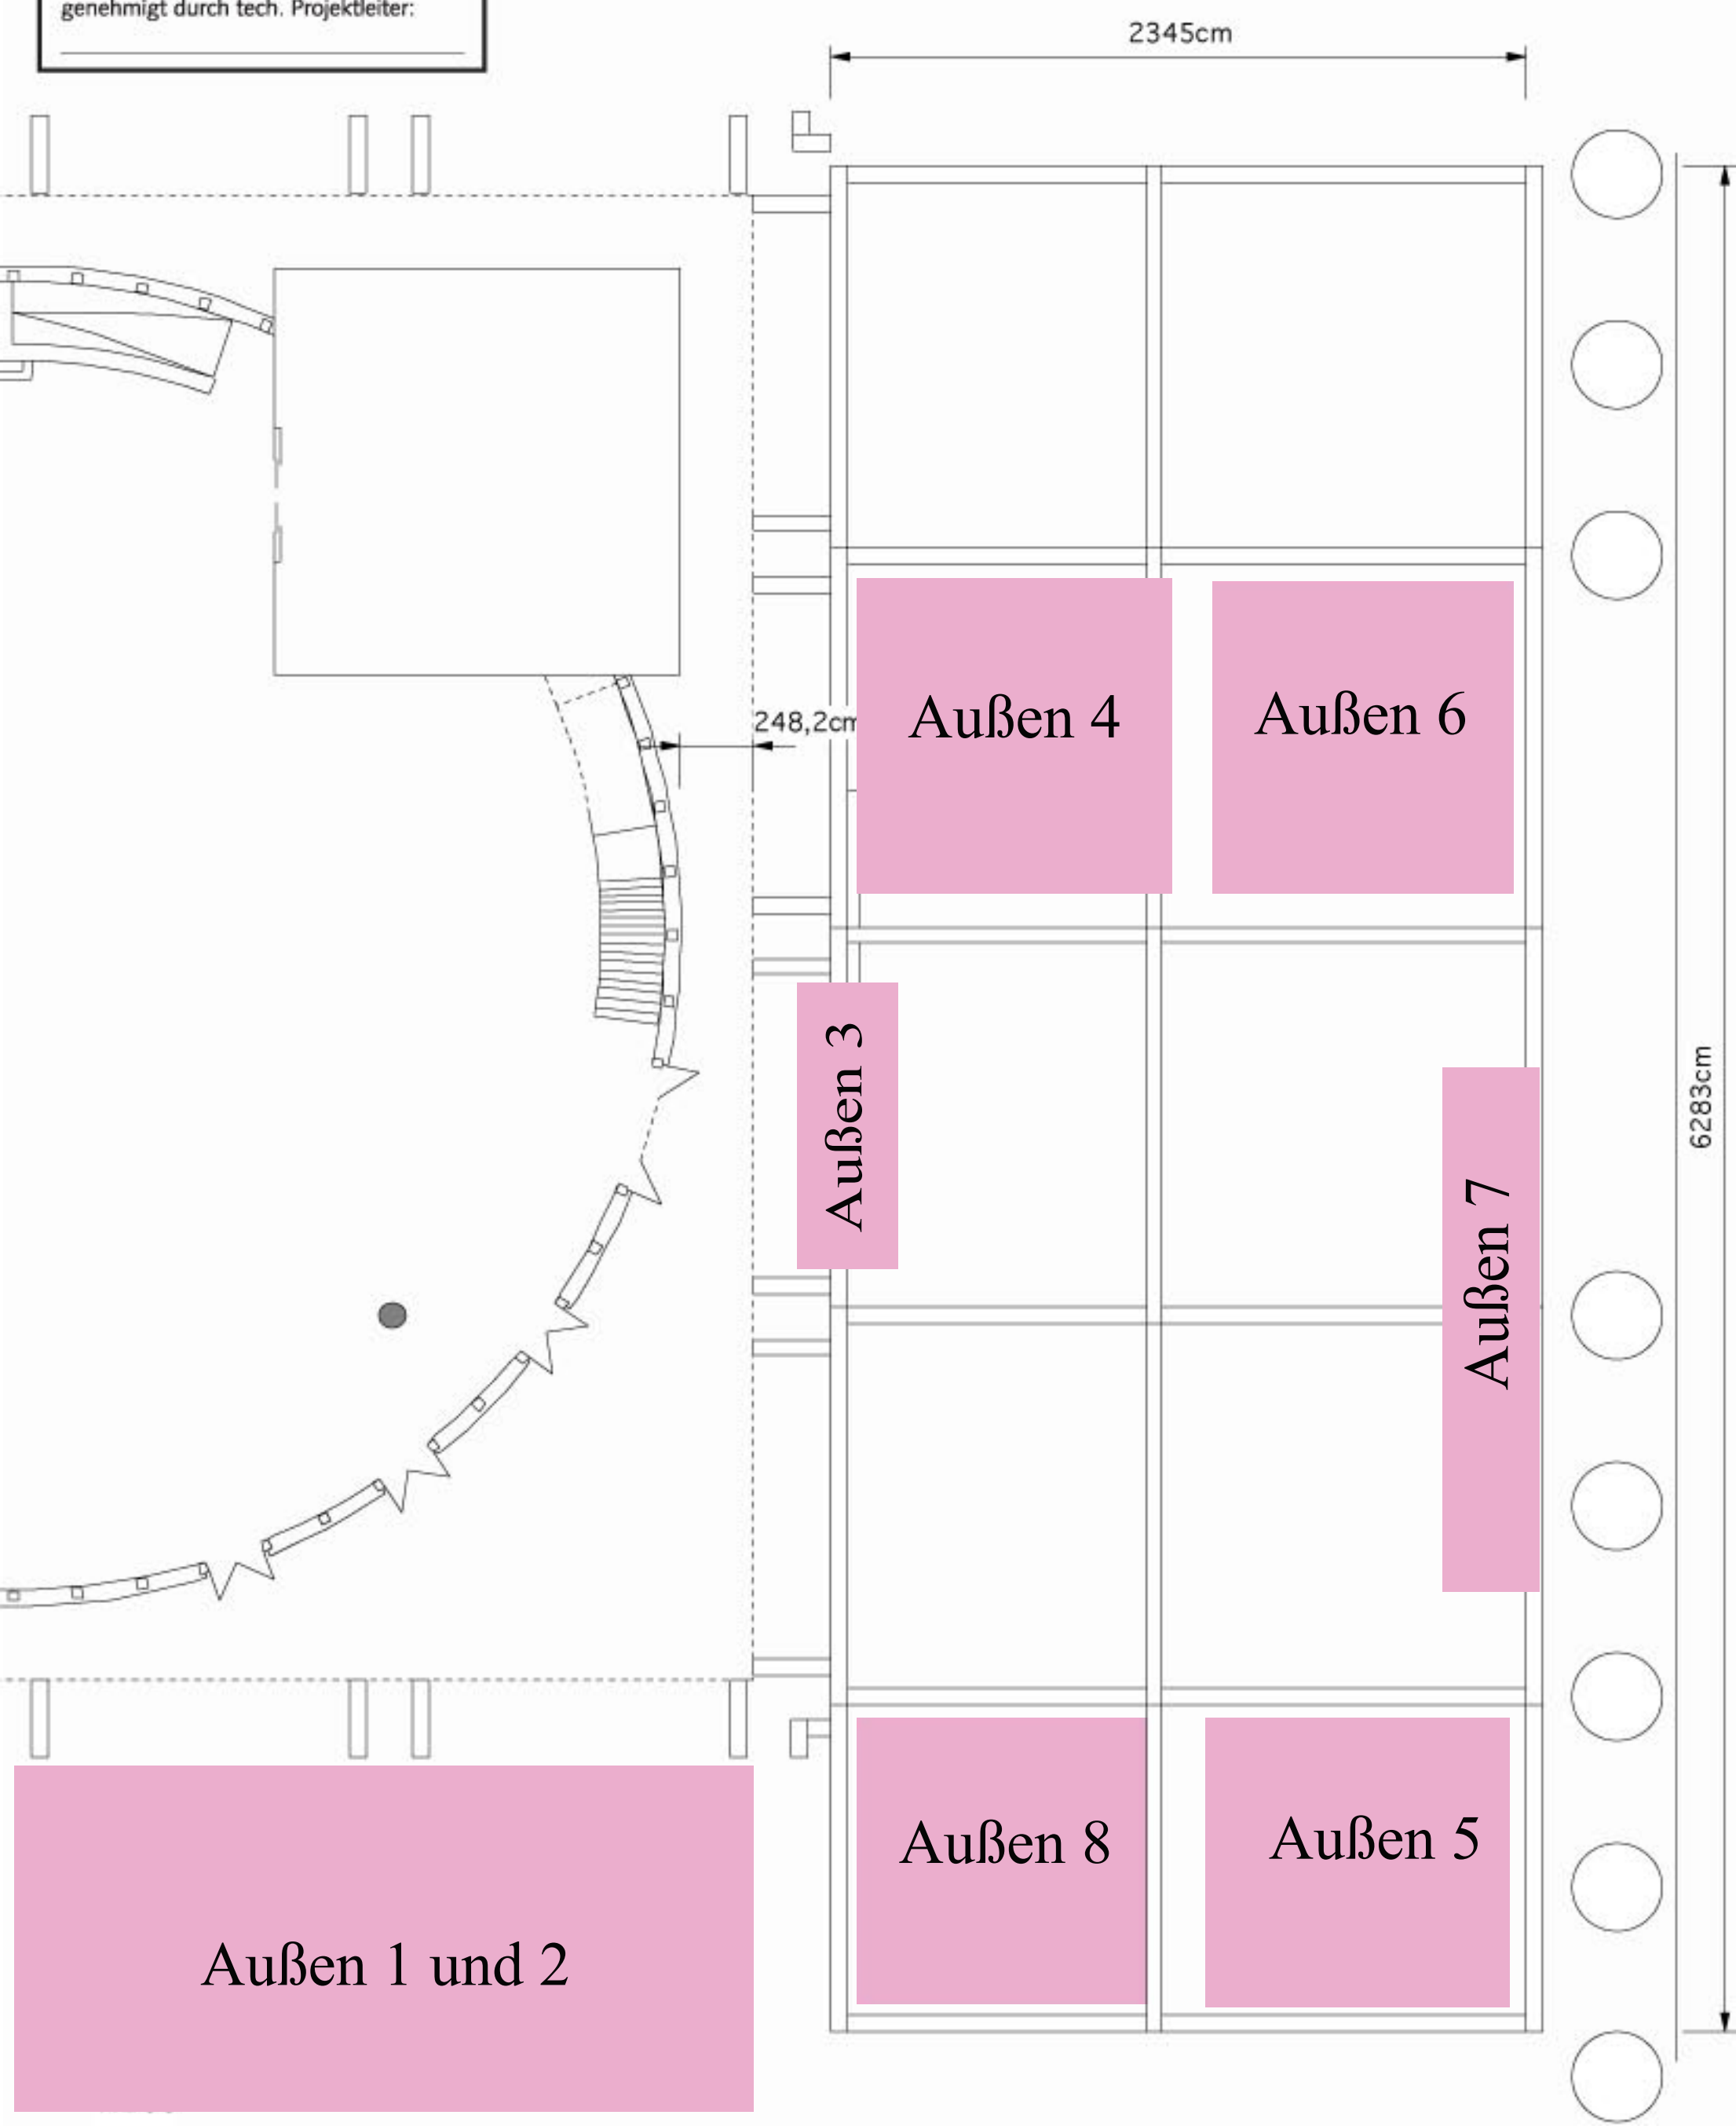 genehmigt durch tech. Projektleiter:
2345cm
Außen 4
Außen 6
248,2cm
Außen 3
6283cm
Außen 7
Außen 8
Außen 5
Außen 1 und 2